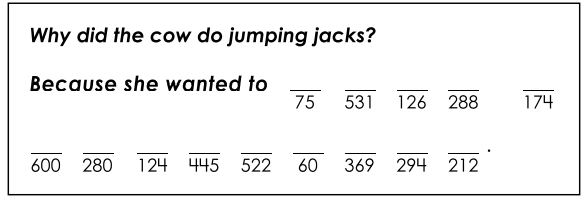 Why did the cow do jumping jacks?
Because she wanted to
75 531 126 288 174
600 280 124 445 522 60 369 294 212 .